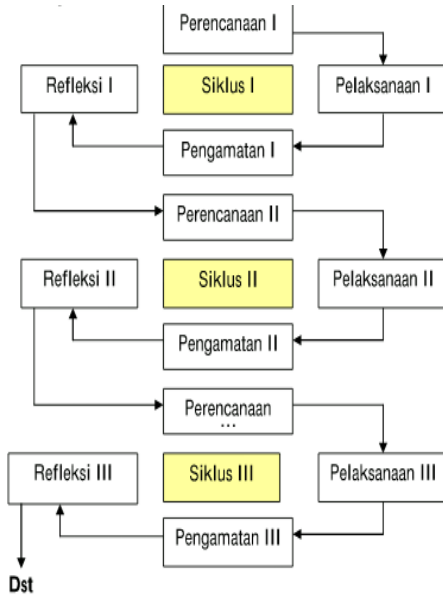 Perencanaan I
Refleksi I
Siklus I
Pelaksanaan I
Pengamatan I
Perencanaan II
Refleksi II
Siklus II
Pelaksanaan II
Pengamatan II
Perencanaan
...
Refleksi III
Siklus III
Pelaksanaan III
Pengamatan III
Dst